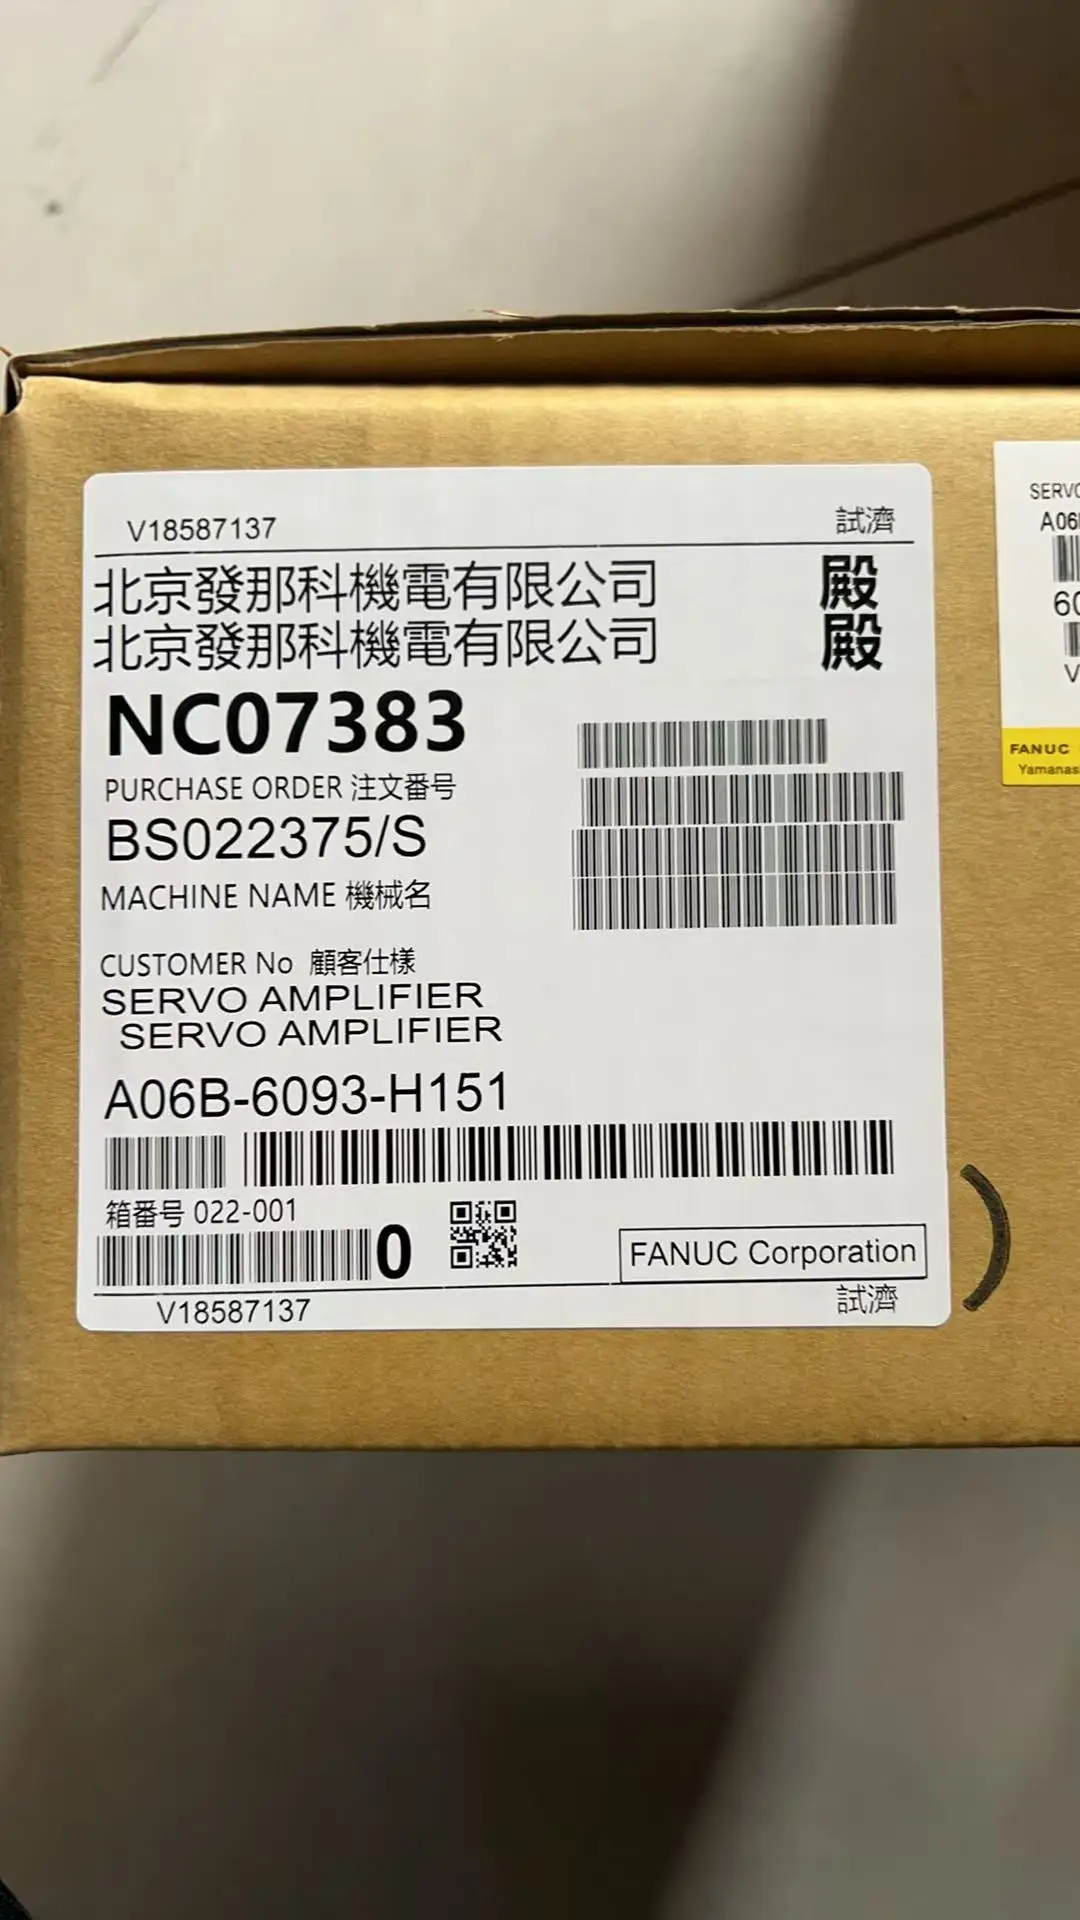 V18587137 試濟
北京發那科機電有限公司 殿
北京發那科機電有限公司 殿
NC07383
PURCHASE ORDER 注文番号
BS022375/S
MACHINE NAME 機械名
CUSTOMER No 顧客仕様
SERVO AMPLIFIER
SERVO AMPLIFIER
A06B-6093-H151
箱番号 022-001
0
FANUC Corporation
V18587137 試濟
SERVO
A06
60
V
FANUC
Yamanas